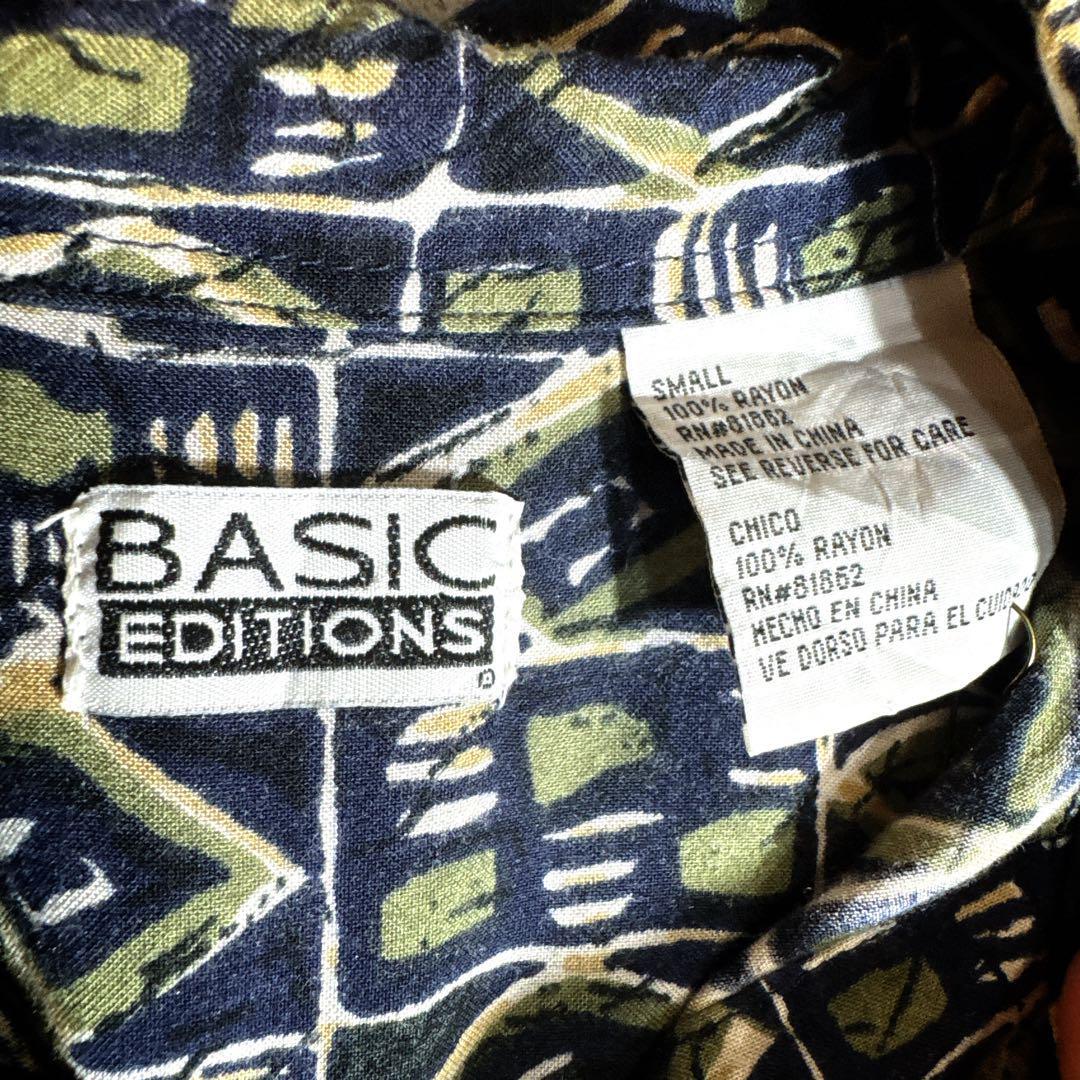 BASIC
EDITIONS
SMALL
100% RAYON
RN#81862
MADE IN CHINA
SEE REVERSE FOR CARE
CHICO
100% RAYON
RN#81862
HECHO EN CHINA
VE DORSO PARA EL